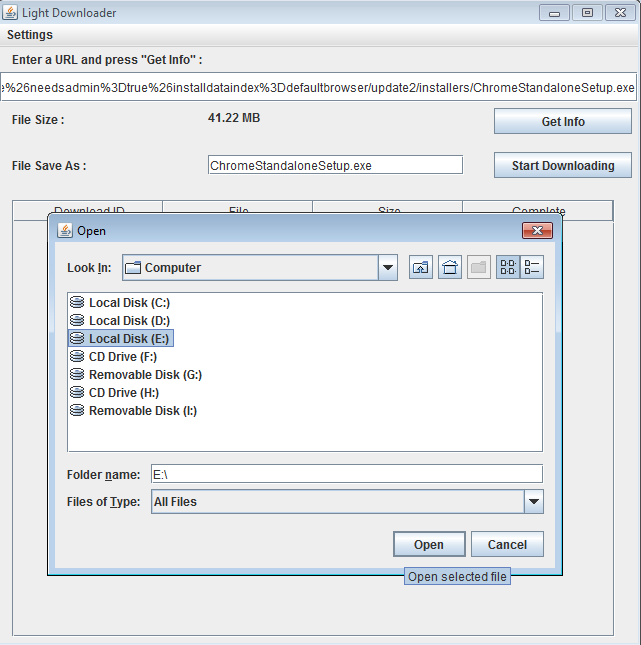 Light Downloader
Settings
Enter a URL and press "Get Info" :
e%26needsadmin%3Dtrue%26installdataindex%3Ddefaultbrowser/update2/installers/ChromeStandaloneSetup.exe
File Size :
41.22 MB
Get Info
File Save As :
ChromeStandaloneSetup.exe
Start Downloading
Download ID
File
Size
Complete
Open
Look In:
Computer
Local Disk (C:)
Local Disk (D:)
Local Disk (E:)
CD Drive (F:)
Removable Disk (G:)
CD Drive (H:)
Removable Disk (I:)
Folder name:
E:\
Files of Type:
All Files
Open
Cancel
Open selected file